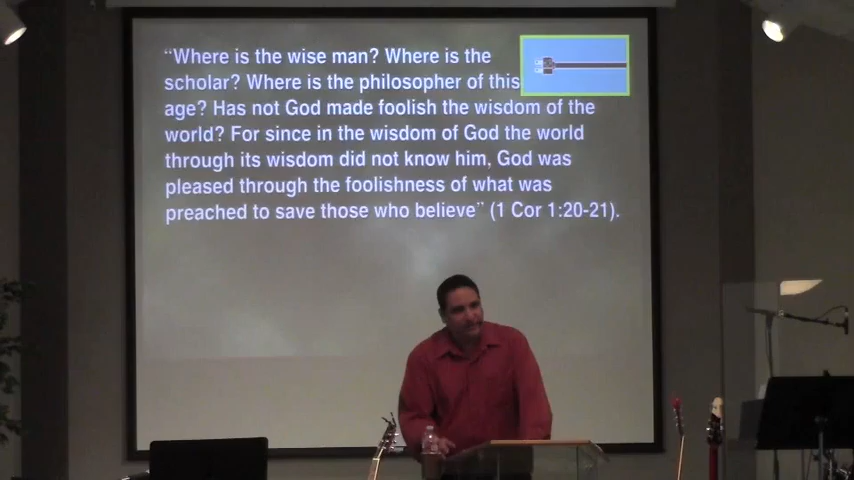 “Where is the wise man? Where is the
scholar? Where is the philosopher of this
age? Has not God made foolish the wisdom of the
world? For since in the wisdom of God the world
through its wisdom did not know him, God was
pleased through the foolishness of what was
preached to save those who believe” (1 Cor 1:20-21).